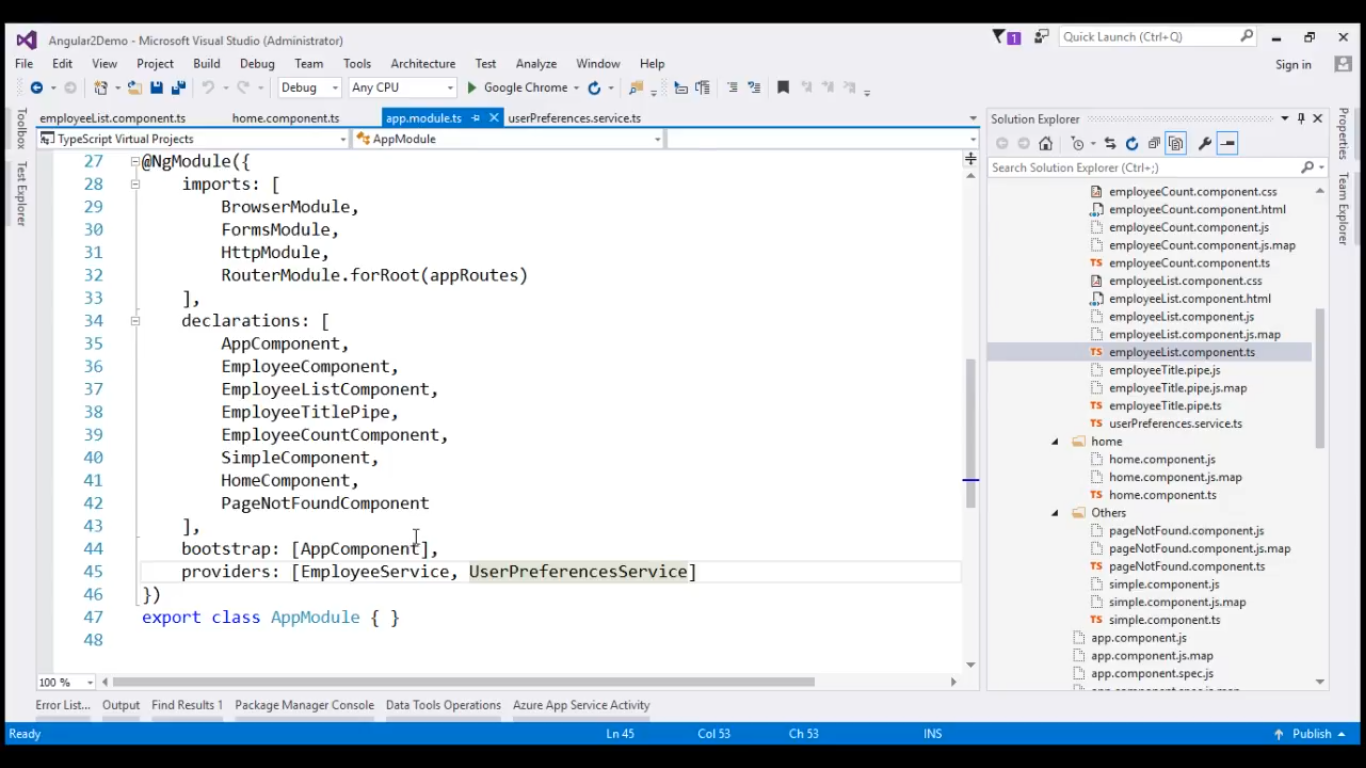 Angular2Demo - Microsoft Visual Studio (Administrator)
1
Quick Launch (Ctrl+Q)
File Edit View Project Build Debug Team Tools Architecture Test Analyze Window Help
Sign in
Debug Any CPU Google Chrome
employeeList.component.ts home.component.ts app.module.ts userPreferences.service.ts
TypeScript Virtual Projects AppModule
Toolbox
Test Explorer
27 @NgModule({
28 imports: [
29 BrowserModule,
30 FormsModule,
31 HttpModule,
32 RouterModule.forRoot(appRoutes)
33 ],
34 declarations: [
35 AppComponent,
36 EmployeeComponent,
37 EmployeeListComponent,
38 EmployeeTitlePipe,
39 EmployeeCountComponent,
40 SimpleComponent,
41 HomeComponent,
42 PageNotFoundComponent
43 ],
44 bootstrap: [AppComponent],
45 providers: [EmployeeService, UserPreferencesService]
46 })
47 export class AppModule { }
48
100 %
Solution Explorer
Search Solution Explorer (Ctrl+;)
employeeCount.component.css
employeeCount.component.html
employeeCount.component.js
employeeCount.component.js.map
TS employeeCount.component.ts
employeeList.component.css
employeeList.component.html
employeeList.component.js
employeeList.component.js.map
TS employeeList.component.ts
employeeTitle.pipe.js
employeeTitle.pipe.js.map
TS employeeTitle.pipe.ts
TS userPreferences.service.ts
home
home.component.js
home.component.js.map
TS home.component.ts
Others
pageNotFound.component.js
pageNotFound.component.js.map
TS pageNotFound.component.ts
simple.component.js
simple.component.js.map
TS simple.component.ts
app.component.js
app.component.js.map
app.component.ts
app.component.spec.js
Properties
Team Explorer
Error List... Output Find Results 1 Package Manager Console Data Tools Operations Azure App Service Activity
Ready Ln 45 Col 53 Ch 53 INS Publish